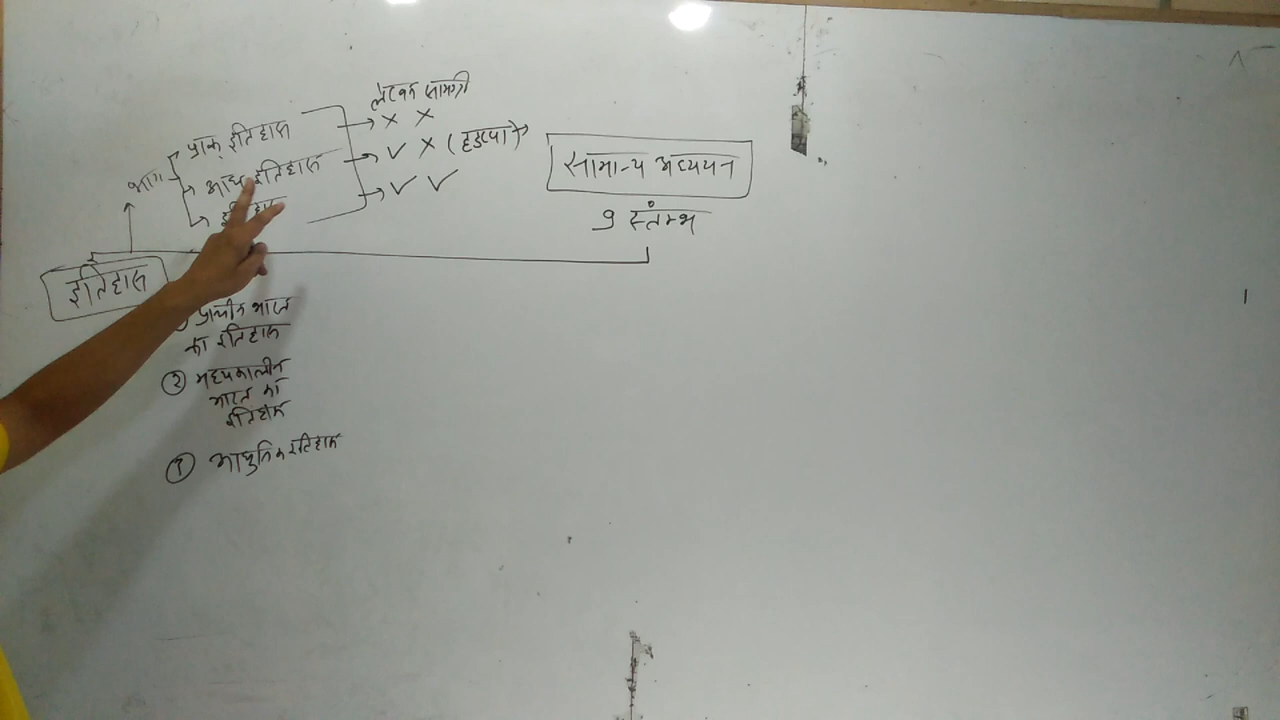 लेखन सामग्री
प्राक् इतिहास → × ×
भाग → आद्य इतिहास → ✓ × (हड़प्पा)
→ ✓ ✓
सामान्य अध्ययन
9 स्तंम्भ
इतिहास
प्राचीन भारत
का इतिहास
② मध्यकालीन
भारत का
इतिहास
③ आधुनिक इतिहास